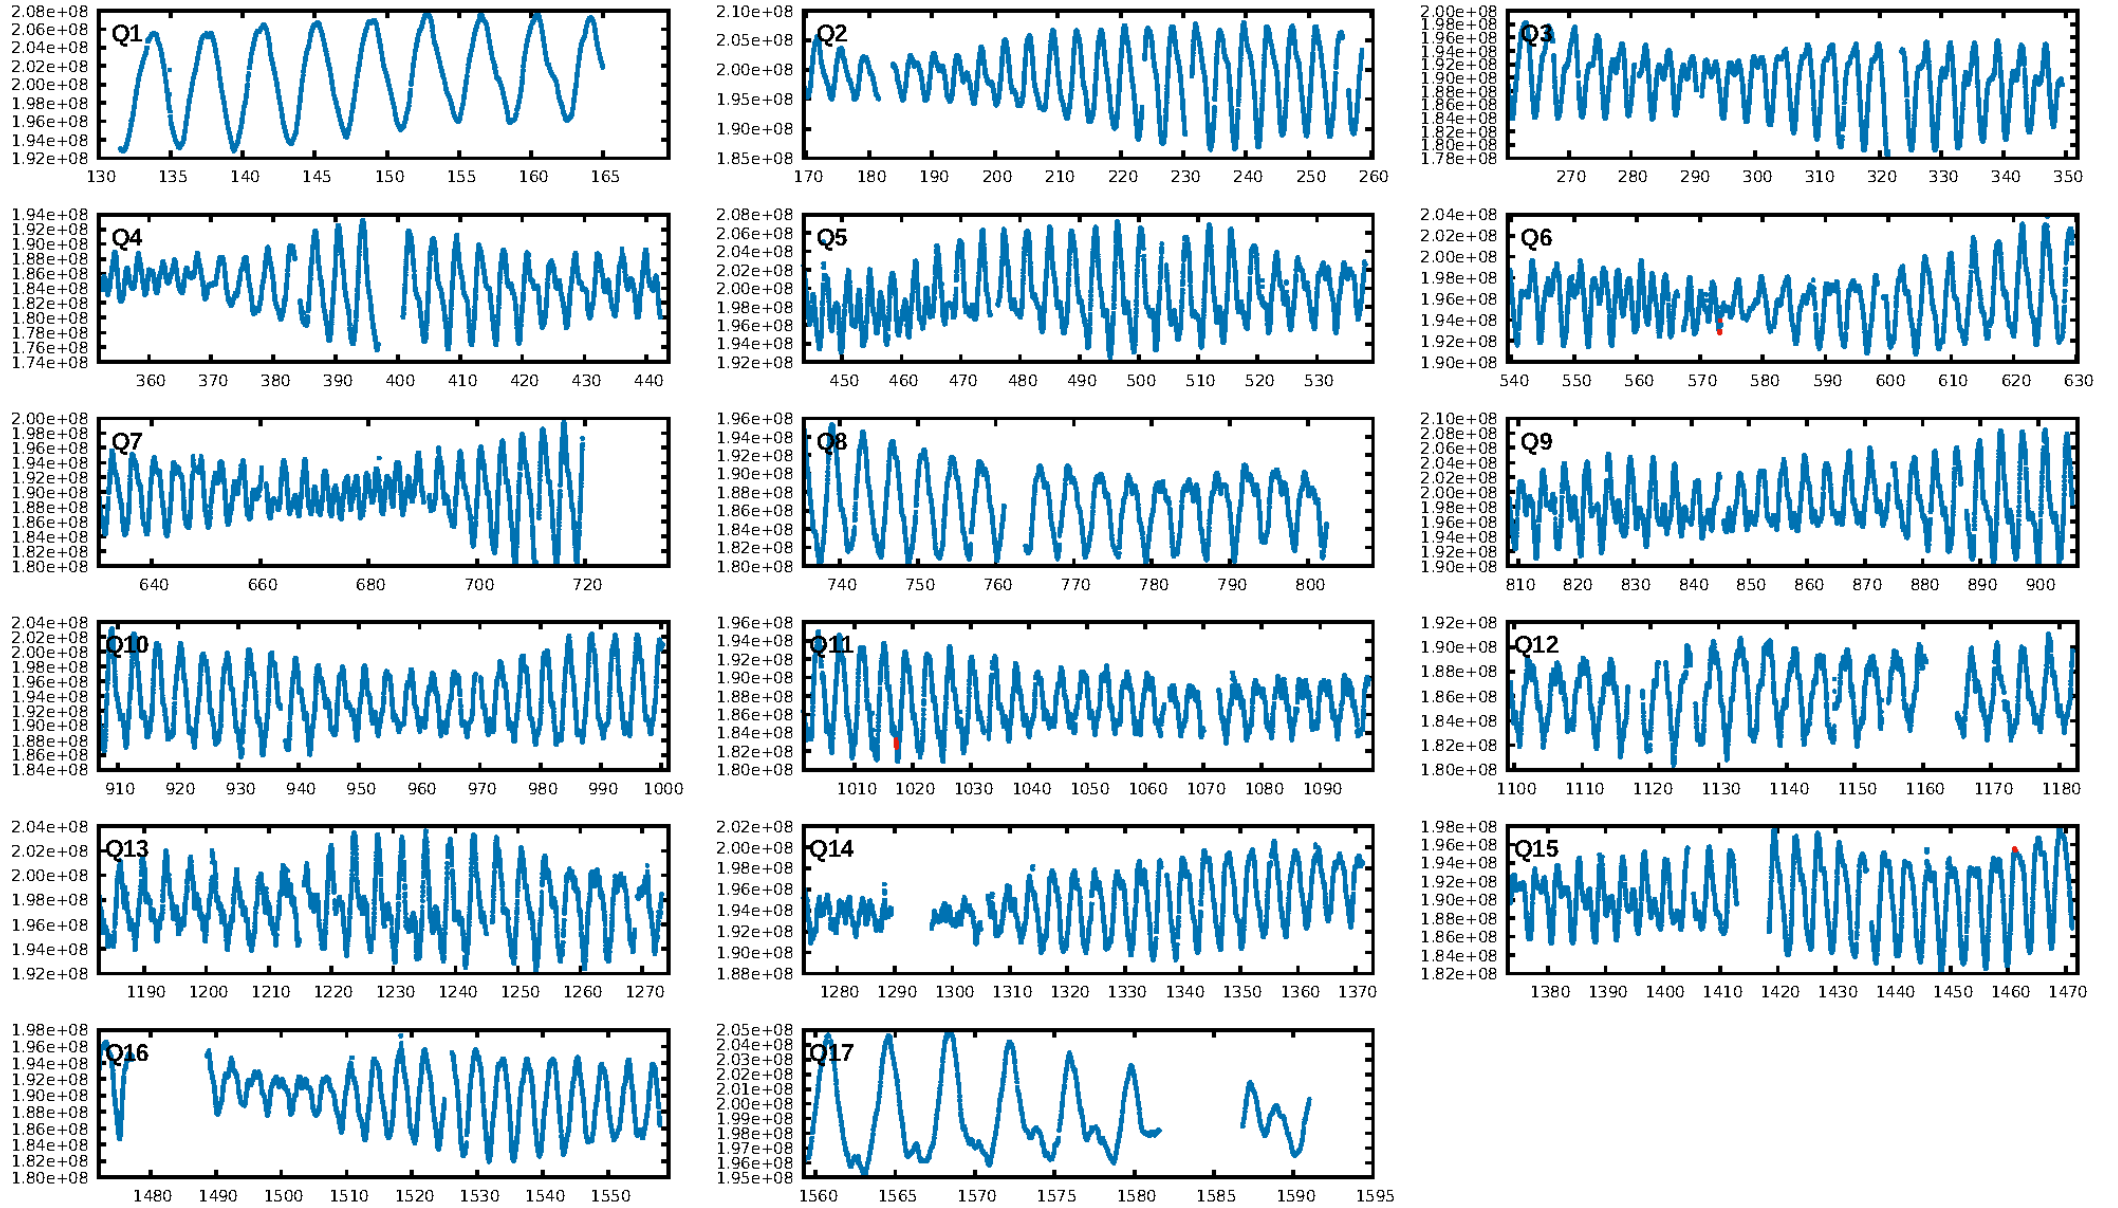 Q1
2.08e+08
2.06e+08
2.04e+08
2.02e+08
2.00e+08
1.98e+08
1.96e+08
1.94e+08
1.92e+08
130 135 140 145 150 155 160 165
Q2
2.10e+08
2.05e+08
2.00e+08
1.95e+08
1.90e+08
1.85e+08
170 180 190 200 210 220 230 240 250 260
Q3
2.00e+08
1.98e+08
1.96e+08
1.94e+08
1.92e+08
1.90e+08
1.88e+08
1.86e+08
1.84e+08
1.82e+08
1.80e+08
1.78e+08
270 280 290 300 310 320 330 340 350
Q4
1.94e+08
1.92e+08
1.90e+08
1.88e+08
1.86e+08
1.84e+08
1.82e+08
1.80e+08
1.78e+08
1.76e+08
1.74e+08
360 370 380 390 400 410 420 430 440
Q5
2.08e+08
2.06e+08
2.04e+08
2.02e+08
2.00e+08
1.98e+08
1.96e+08
1.94e+08
1.92e+08
450 460 470 480 490 500 510 520 530
Q6
2.04e+08
2.02e+08
2.00e+08
1.98e+08
1.96e+08
1.94e+08
1.92e+08
1.90e+08
540 550 560 570 580 590 600 610 620 630
Q7
2.00e+08
1.98e+08
1.96e+08
1.94e+08
1.92e+08
1.90e+08
1.88e+08
1.86e+08
1.84e+08
1.82e+08
1.80e+08
640 660 680 700 720
Q8
1.96e+08
1.94e+08
1.92e+08
1.90e+08
1.88e+08
1.86e+08
1.84e+08
1.82e+08
1.80e+08
740 750 760 770 780 790 800
Q9
2.10e+08
2.08e+08
2.06e+08
2.04e+08
2.02e+08
2.00e+08
1.98e+08
1.96e+08
1.94e+08
1.92e+08
1.90e+08
810 820 830 840 850 860 870 880 890 900
Q10
2.04e+08
2.02e+08
2.00e+08
1.98e+08
1.96e+08
1.94e+08
1.92e+08
1.90e+08
1.88e+08
1.86e+08
1.84e+08
910 920 930 940 950 960 970 980 990 1000
Q11
1.96e+08
1.94e+08
1.92e+08
1.90e+08
1.88e+08
1.86e+08
1.84e+08
1.82e+08
1.80e+08
1010 1020 1030 1040 1050 1060 1070 1080 1090
Q12
1.92e+08
1.90e+08
1.88e+08
1.86e+08
1.84e+08
1.82e+08
1.80e+08
1100 1110 1120 1130 1140 1150 1160 1170 1180
Q13
2.04e+08
2.02e+08
2.00e+08
1.98e+08
1.96e+08
1.94e+08
1.92e+08
1190 1200 1210 1220 1230 1240 1250 1260 1270
Q14
2.02e+08
2.00e+08
1.98e+08
1.96e+08
1.94e+08
1.92e+08
1.90e+08
1.88e+08
1280 1290 1300 1310 1320 1330 1340 1350 1360 1370
Q15
1.98e+08
1.96e+08
1.94e+08
1.92e+08
1.90e+08
1.88e+08
1.86e+08
1.84e+08
1.82e+08
1380 1390 1400 1410 1420 1430 1440 1450 1460 1470
Q16
1.98e+08
1.96e+08
1.94e+08
1.92e+08
1.90e+08
1.88e+08
1.86e+08
1.84e+08
1.82e+08
1.80e+08
1480 1490 1500 1510 1520 1530 1540 1550
Q17
2.05e+08
2.04e+08
2.03e+08
2.02e+08
2.01e+08
2.00e+08
1.99e+08
1.98e+08
1.97e+08
1.96e+08
1.95e+08
1560 1565 1570 1575 1580 1585 1590 1595